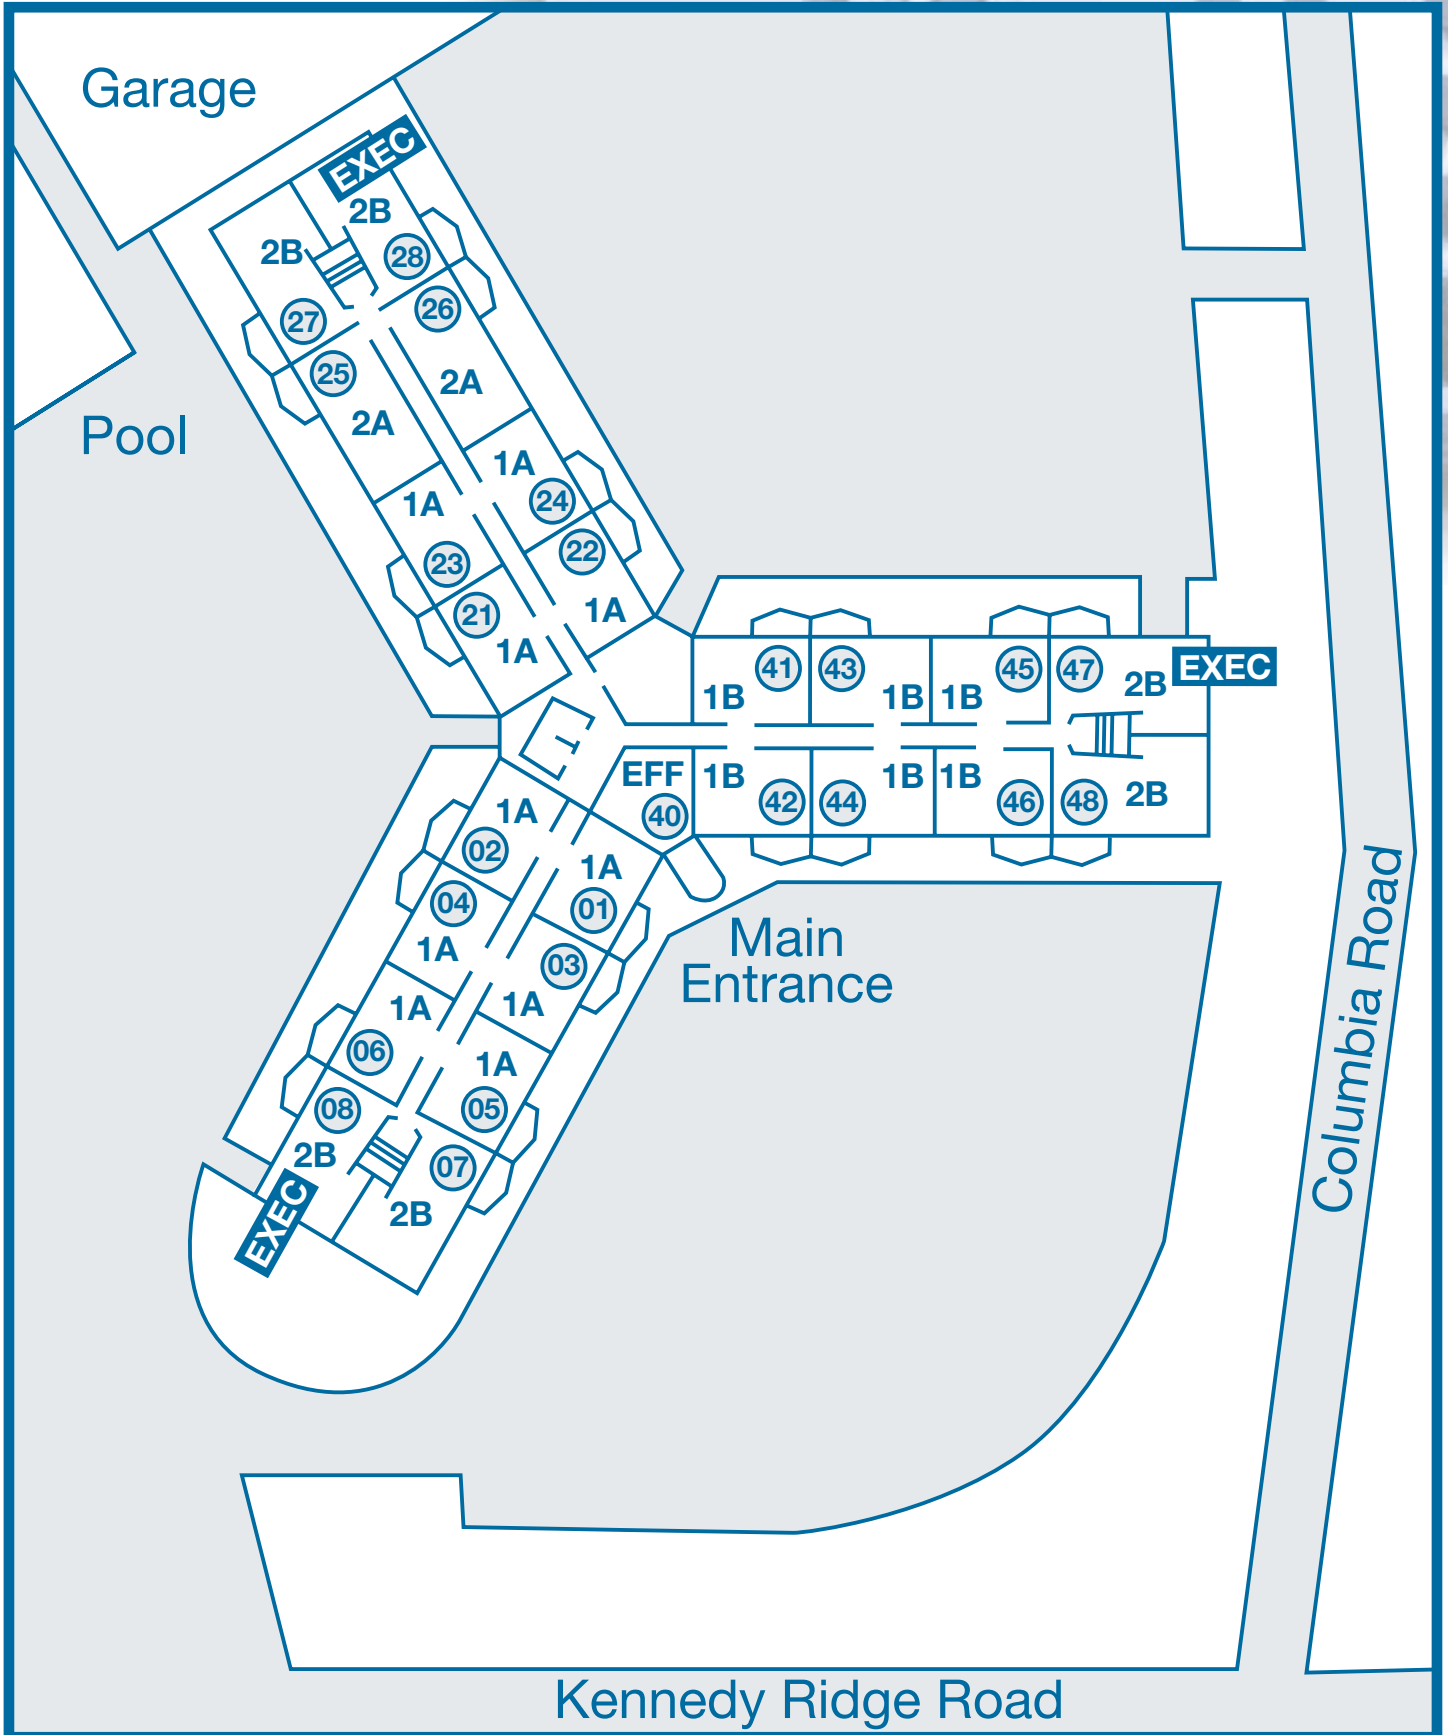 Garage
EXEC
2B
2B
28
27
26
25
2A
2A
Pool
1A
1A
24
23
22
21
1A
1A
41
43
45
47
2B
EXEC
1B
1B
1B
EFF
1B
1B
1B
40
42
44
46
48
2B
1A
02
1A
01
04
1A
03
Main
Entrance
1A
1A
06
1A
05
08
2B
07
2B
EXEC
Columbia Road
Kennedy Ridge Road